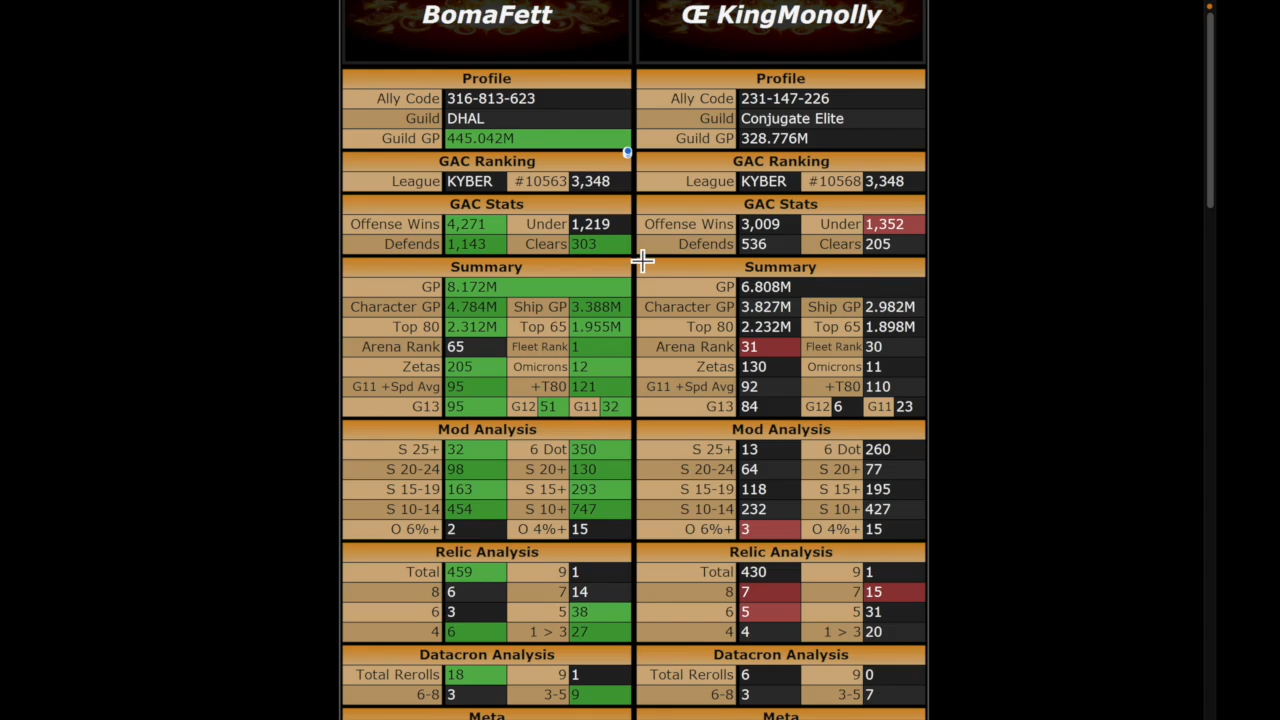 BomaFett Œ KingMonolly
Profile Profile
Ally Code 316-813-623 Ally Code 231-147-226
Guild DHAL Guild Conjugate Elite
Guild GP 445.042M Guild GP 328.776M
GAC Ranking GAC Ranking
League KYBER #10563 3,348 League KYBER #10568 3,348
GAC Stats GAC Stats
Offense Wins 4,271 Under 1,219 Offense Wins 3,009 Under 1,352
Defends 1,143 Clears 303 Defends 536 Clears 205
Summary Summary
GP 8.172M GP 6.808M
Character GP 4.784M Ship GP 3.388M Character GP 3.827M Ship GP 2.982M
Top 80 2.312M Top 65 1.955M Top 80 2.232M Top 65 1.898M
Arena Rank 65 Fleet Rank 1 Arena Rank 31 Fleet Rank 30
Zetas 205 Omicrons 12 Zetas 130 Omicrons 11
G11 +Spd Avg 95 +T80 121 G11 +Spd Avg 92 +T80 110
G13 95 G12 51 G11 32 G13 84 G12 6 G11 23
Mod Analysis Mod Analysis
S 25+ 32 6 Dot 350 S 25+ 13 6 Dot 260
S 20-24 98 S 20+ 130 S 20-24 64 S 20+ 77
S 15-19 163 S 15+ 293 S 15-19 118 S 15+ 195
S 10-14 454 S 10+ 747 S 10-14 232 S 10+ 427
O 6%+ 2 O 4%+ 15 O 6%+ 3 O 4%+ 15
Relic Analysis Relic Analysis
Total 459 9 1 Total 430 9 1
8 6 7 14 8 7 7 15
6 3 5 38 6 5 5 31
4 6 1 > 3 27 4 4 1 > 3 20
Datacron Analysis Datacron Analysis
Total Rerolls 18 9 1 Total Rerolls 6 9 0
6-8 3 3-5 9 6-8 3 3-5 7
Meta Meta